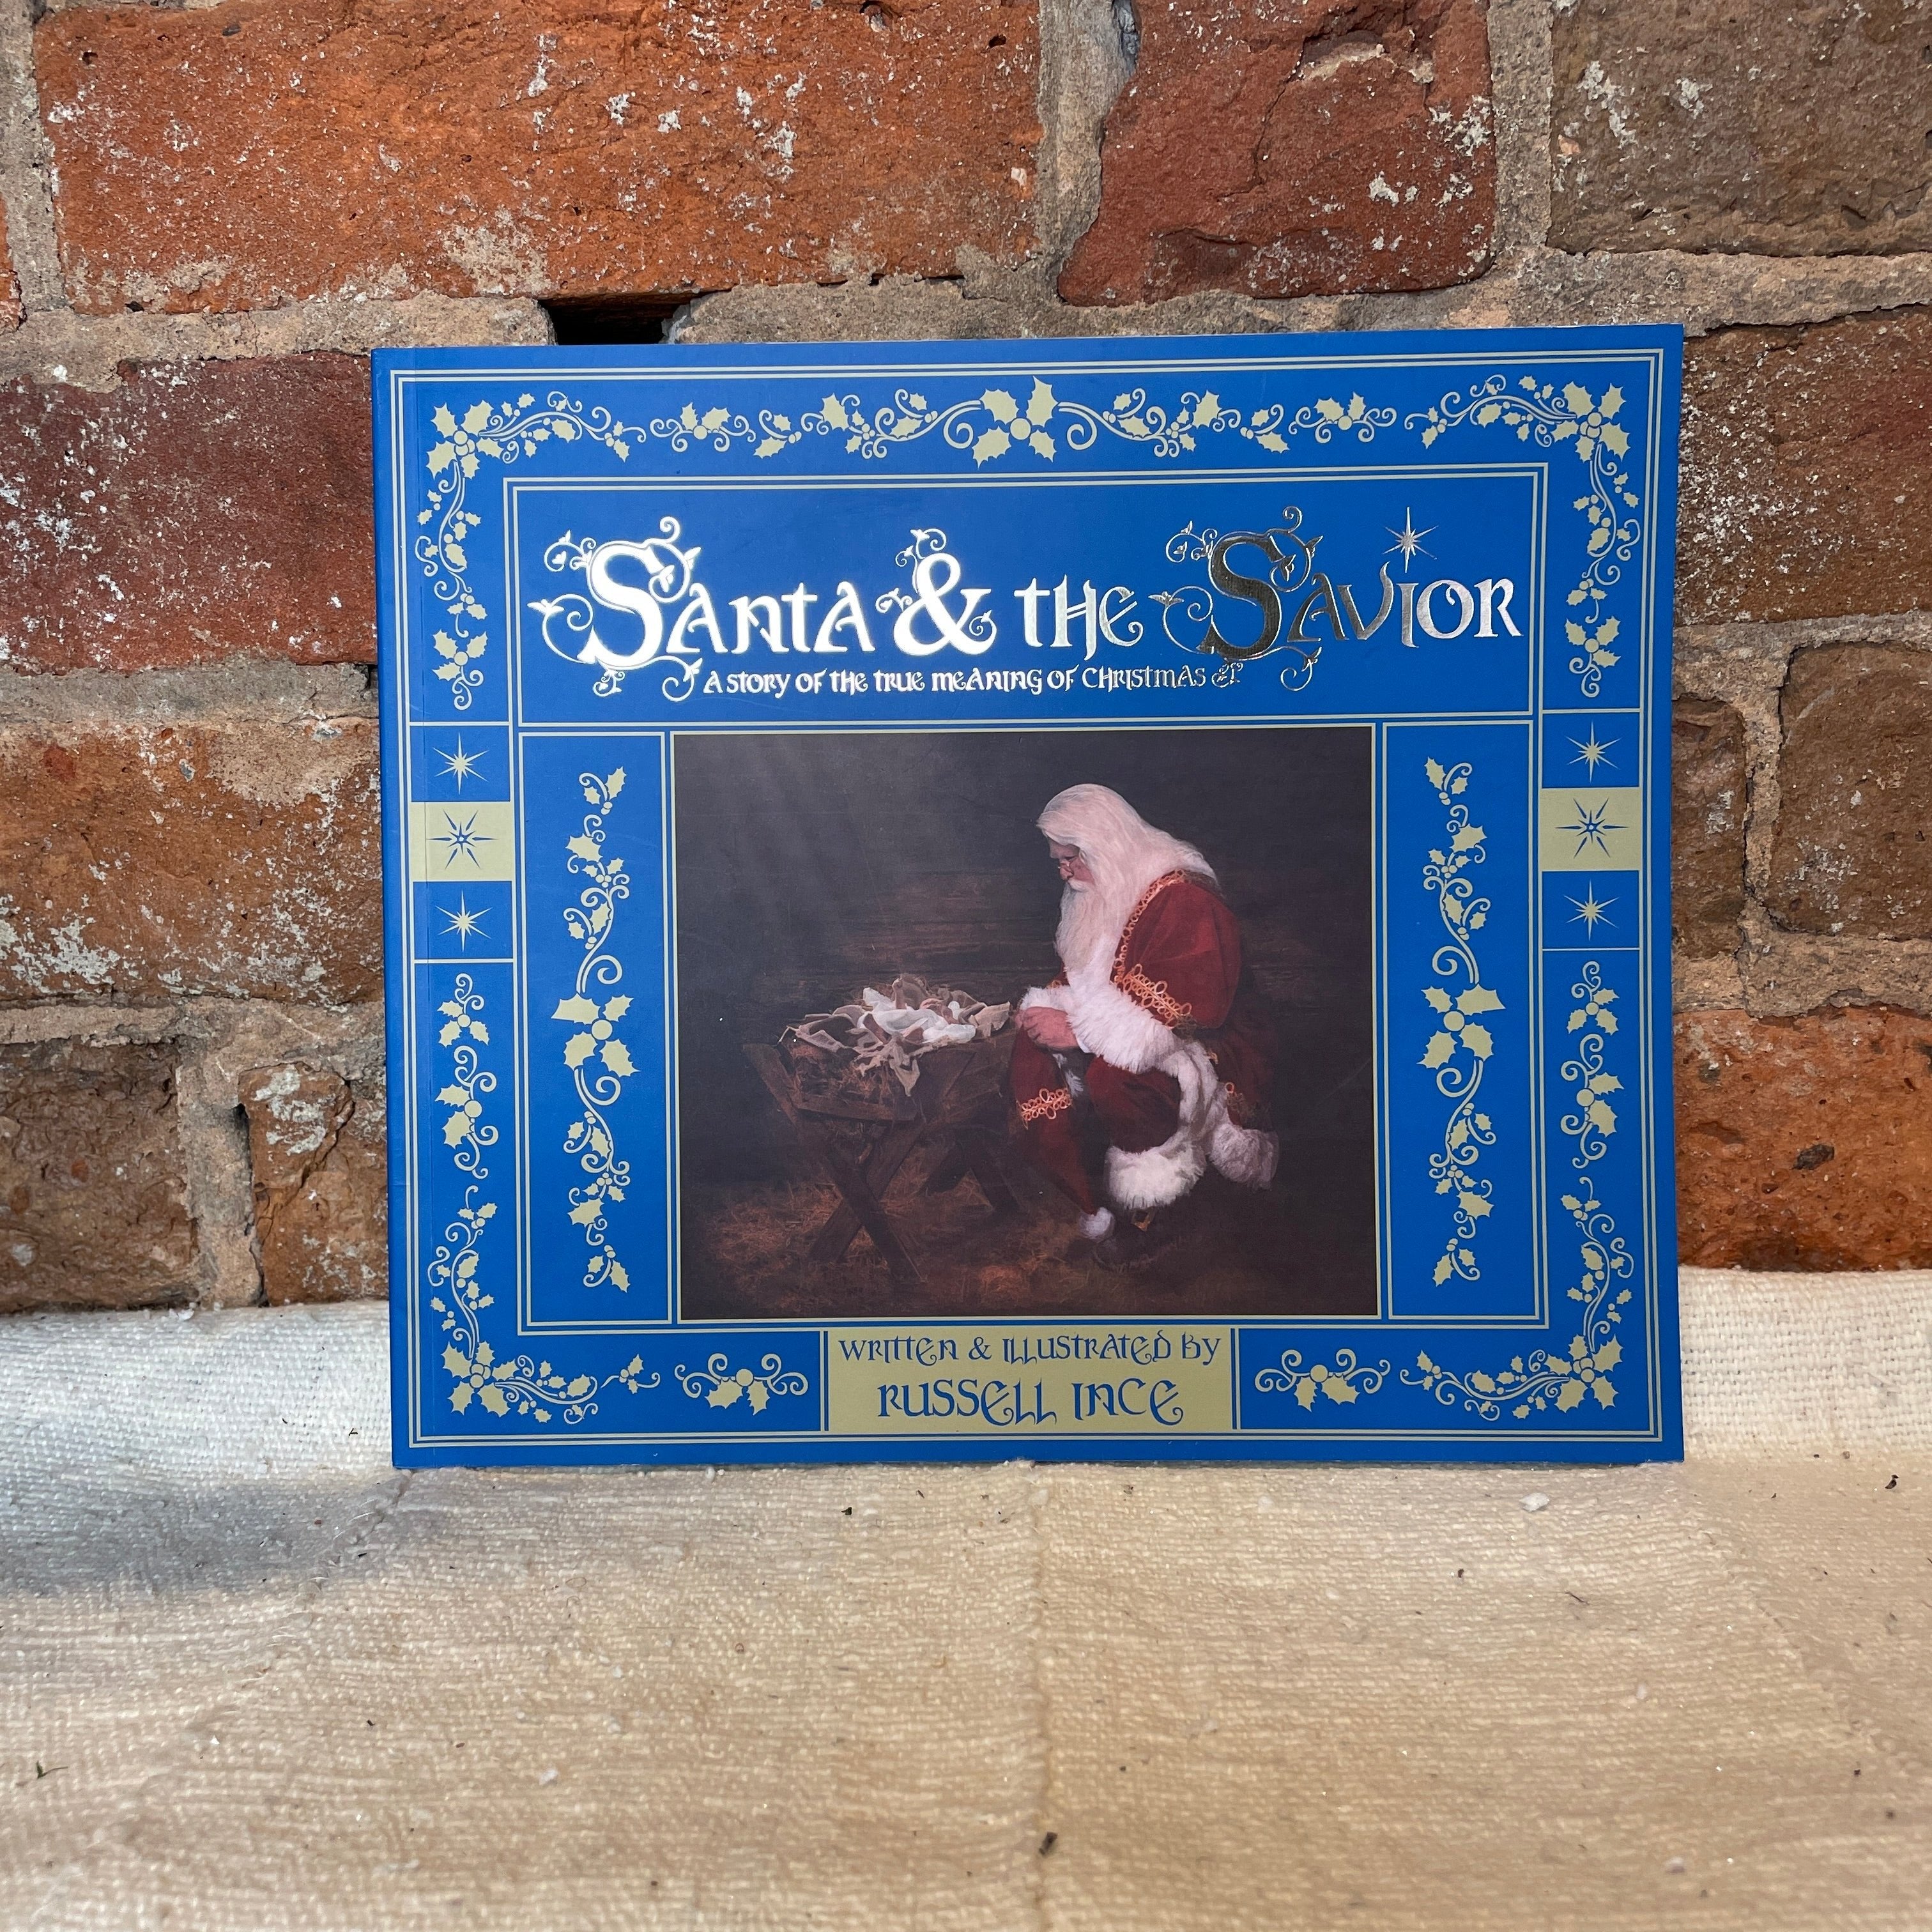 Santa & the Savior
A story of the true meaning of Christmas
Written & Illustrated by
Russell Ince